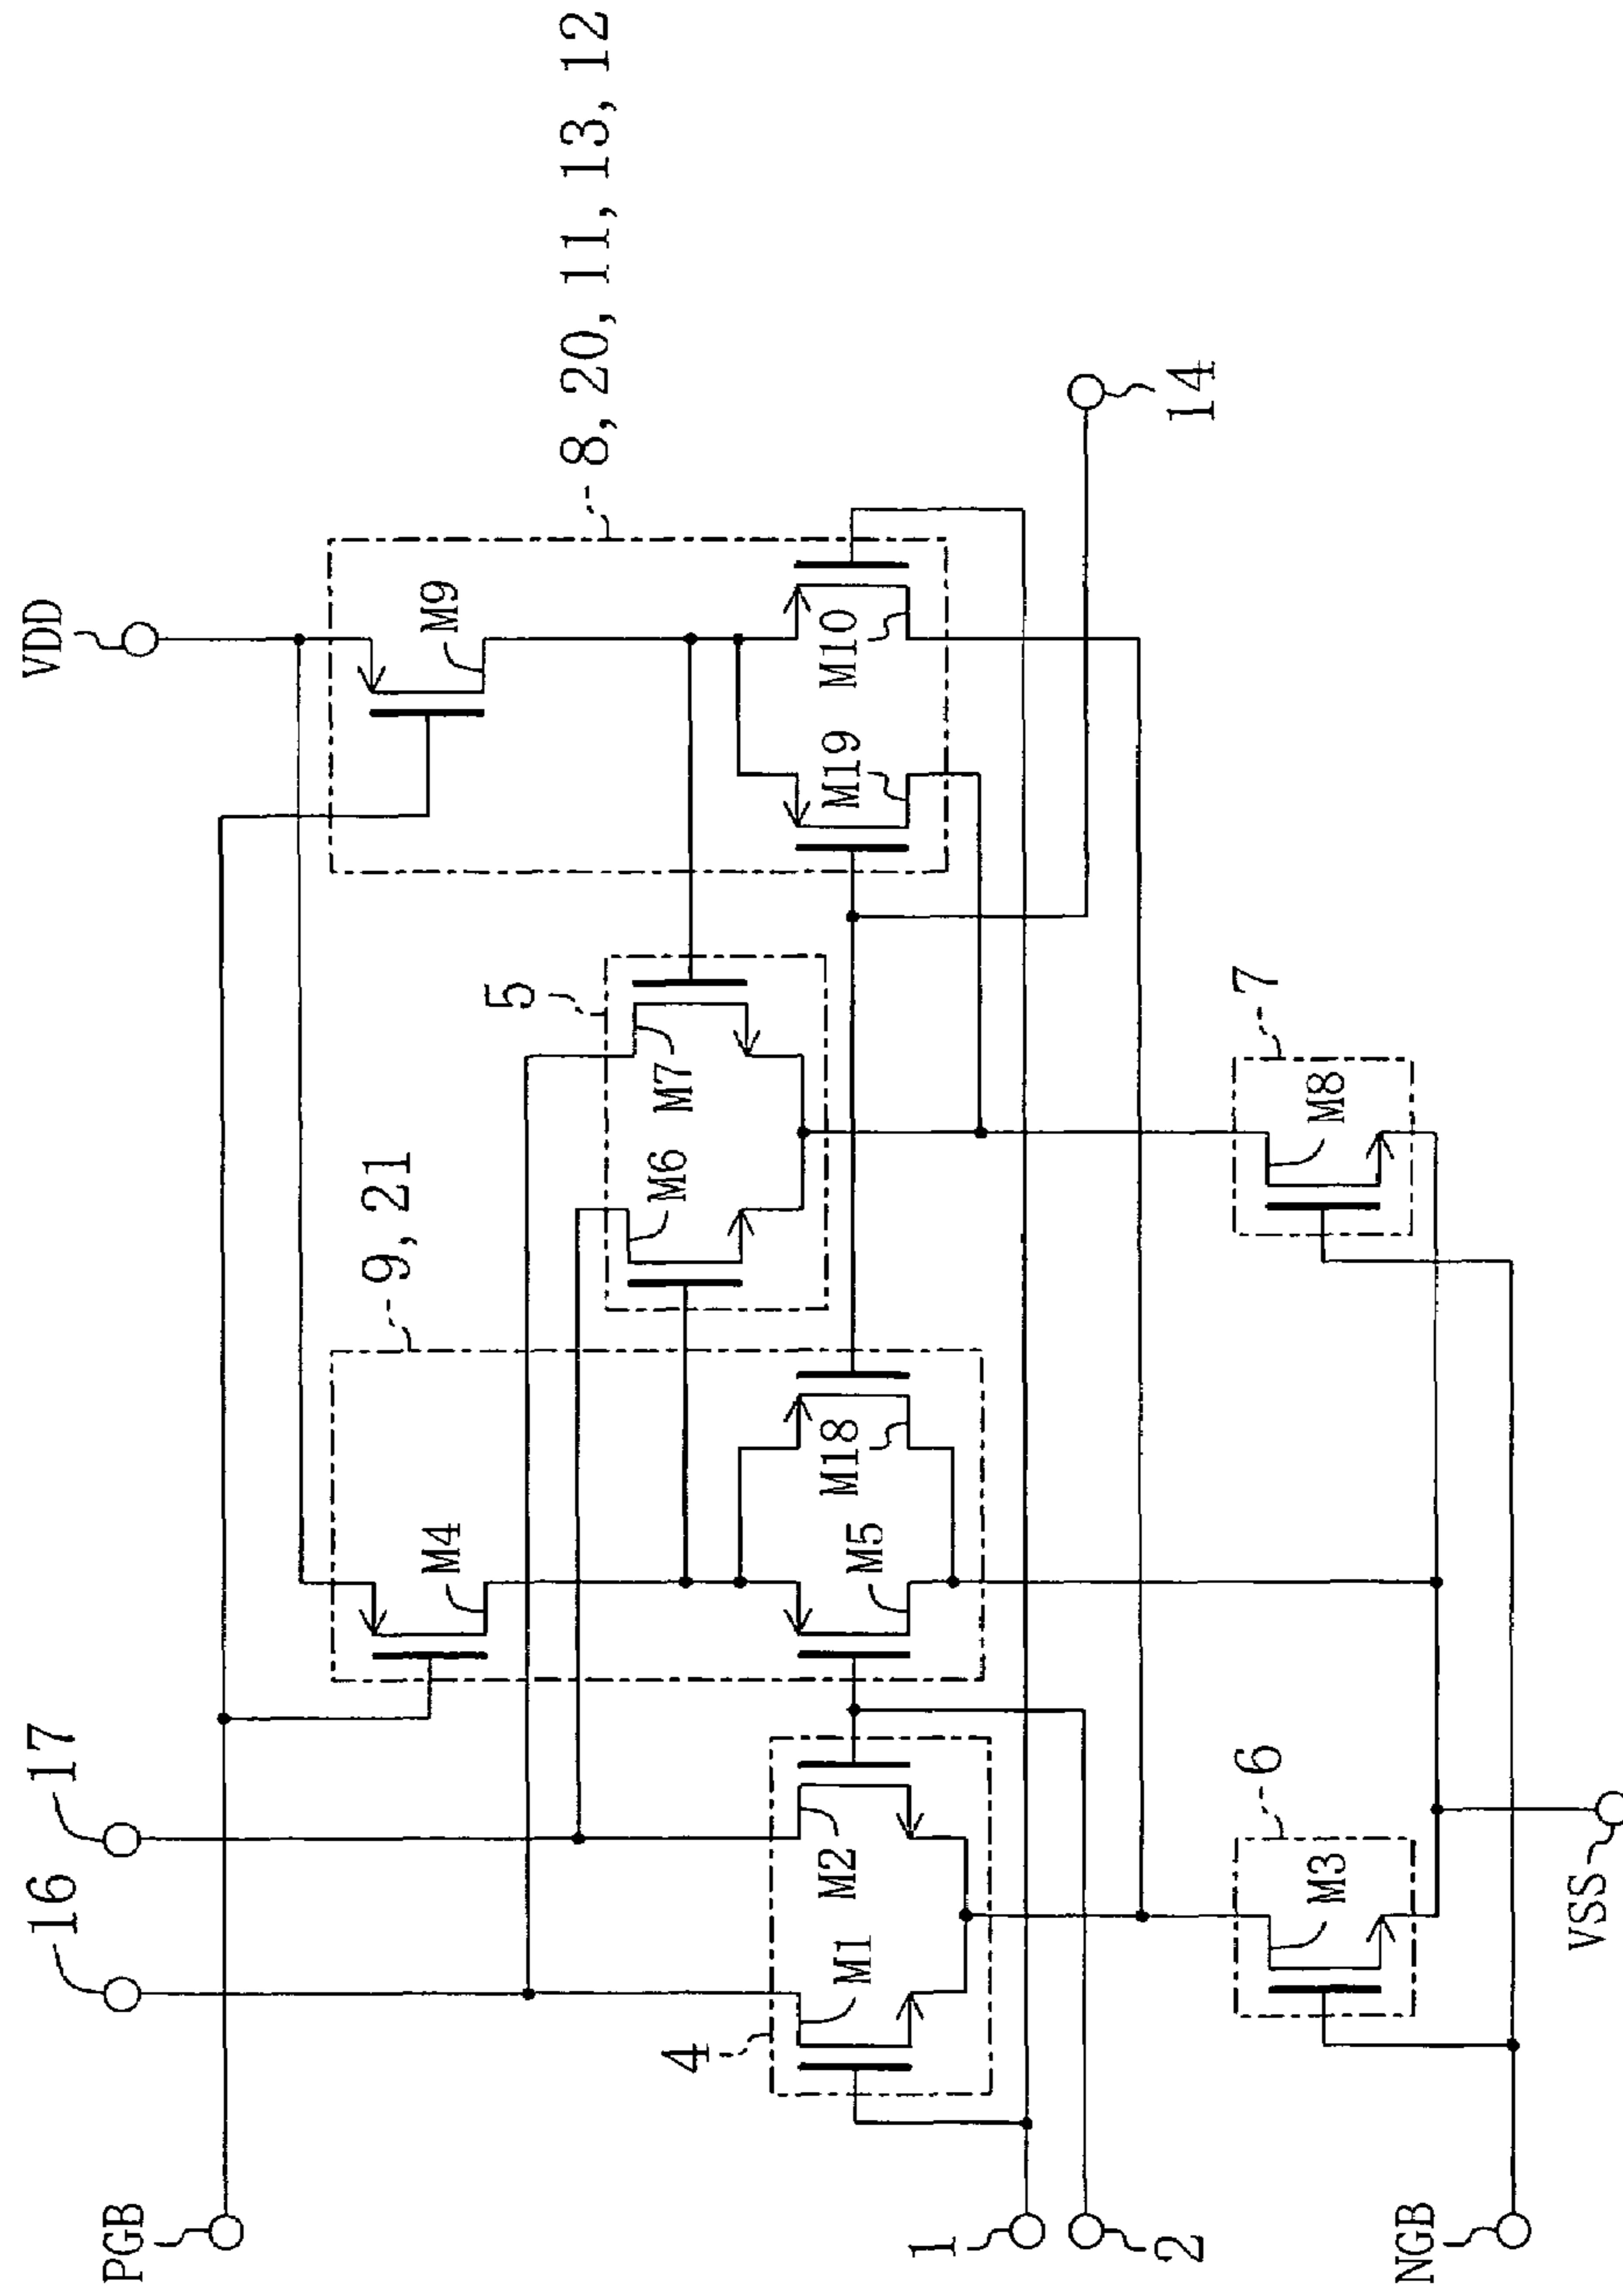 VDD
8, 20, 11, 13, 12
M9
M10
M19
14
5
M7
M6
7
M8
9, 21
M4
M18
M5
17
16
4
M2
M1
6
M3
VSS
PGB
1
2
NGB